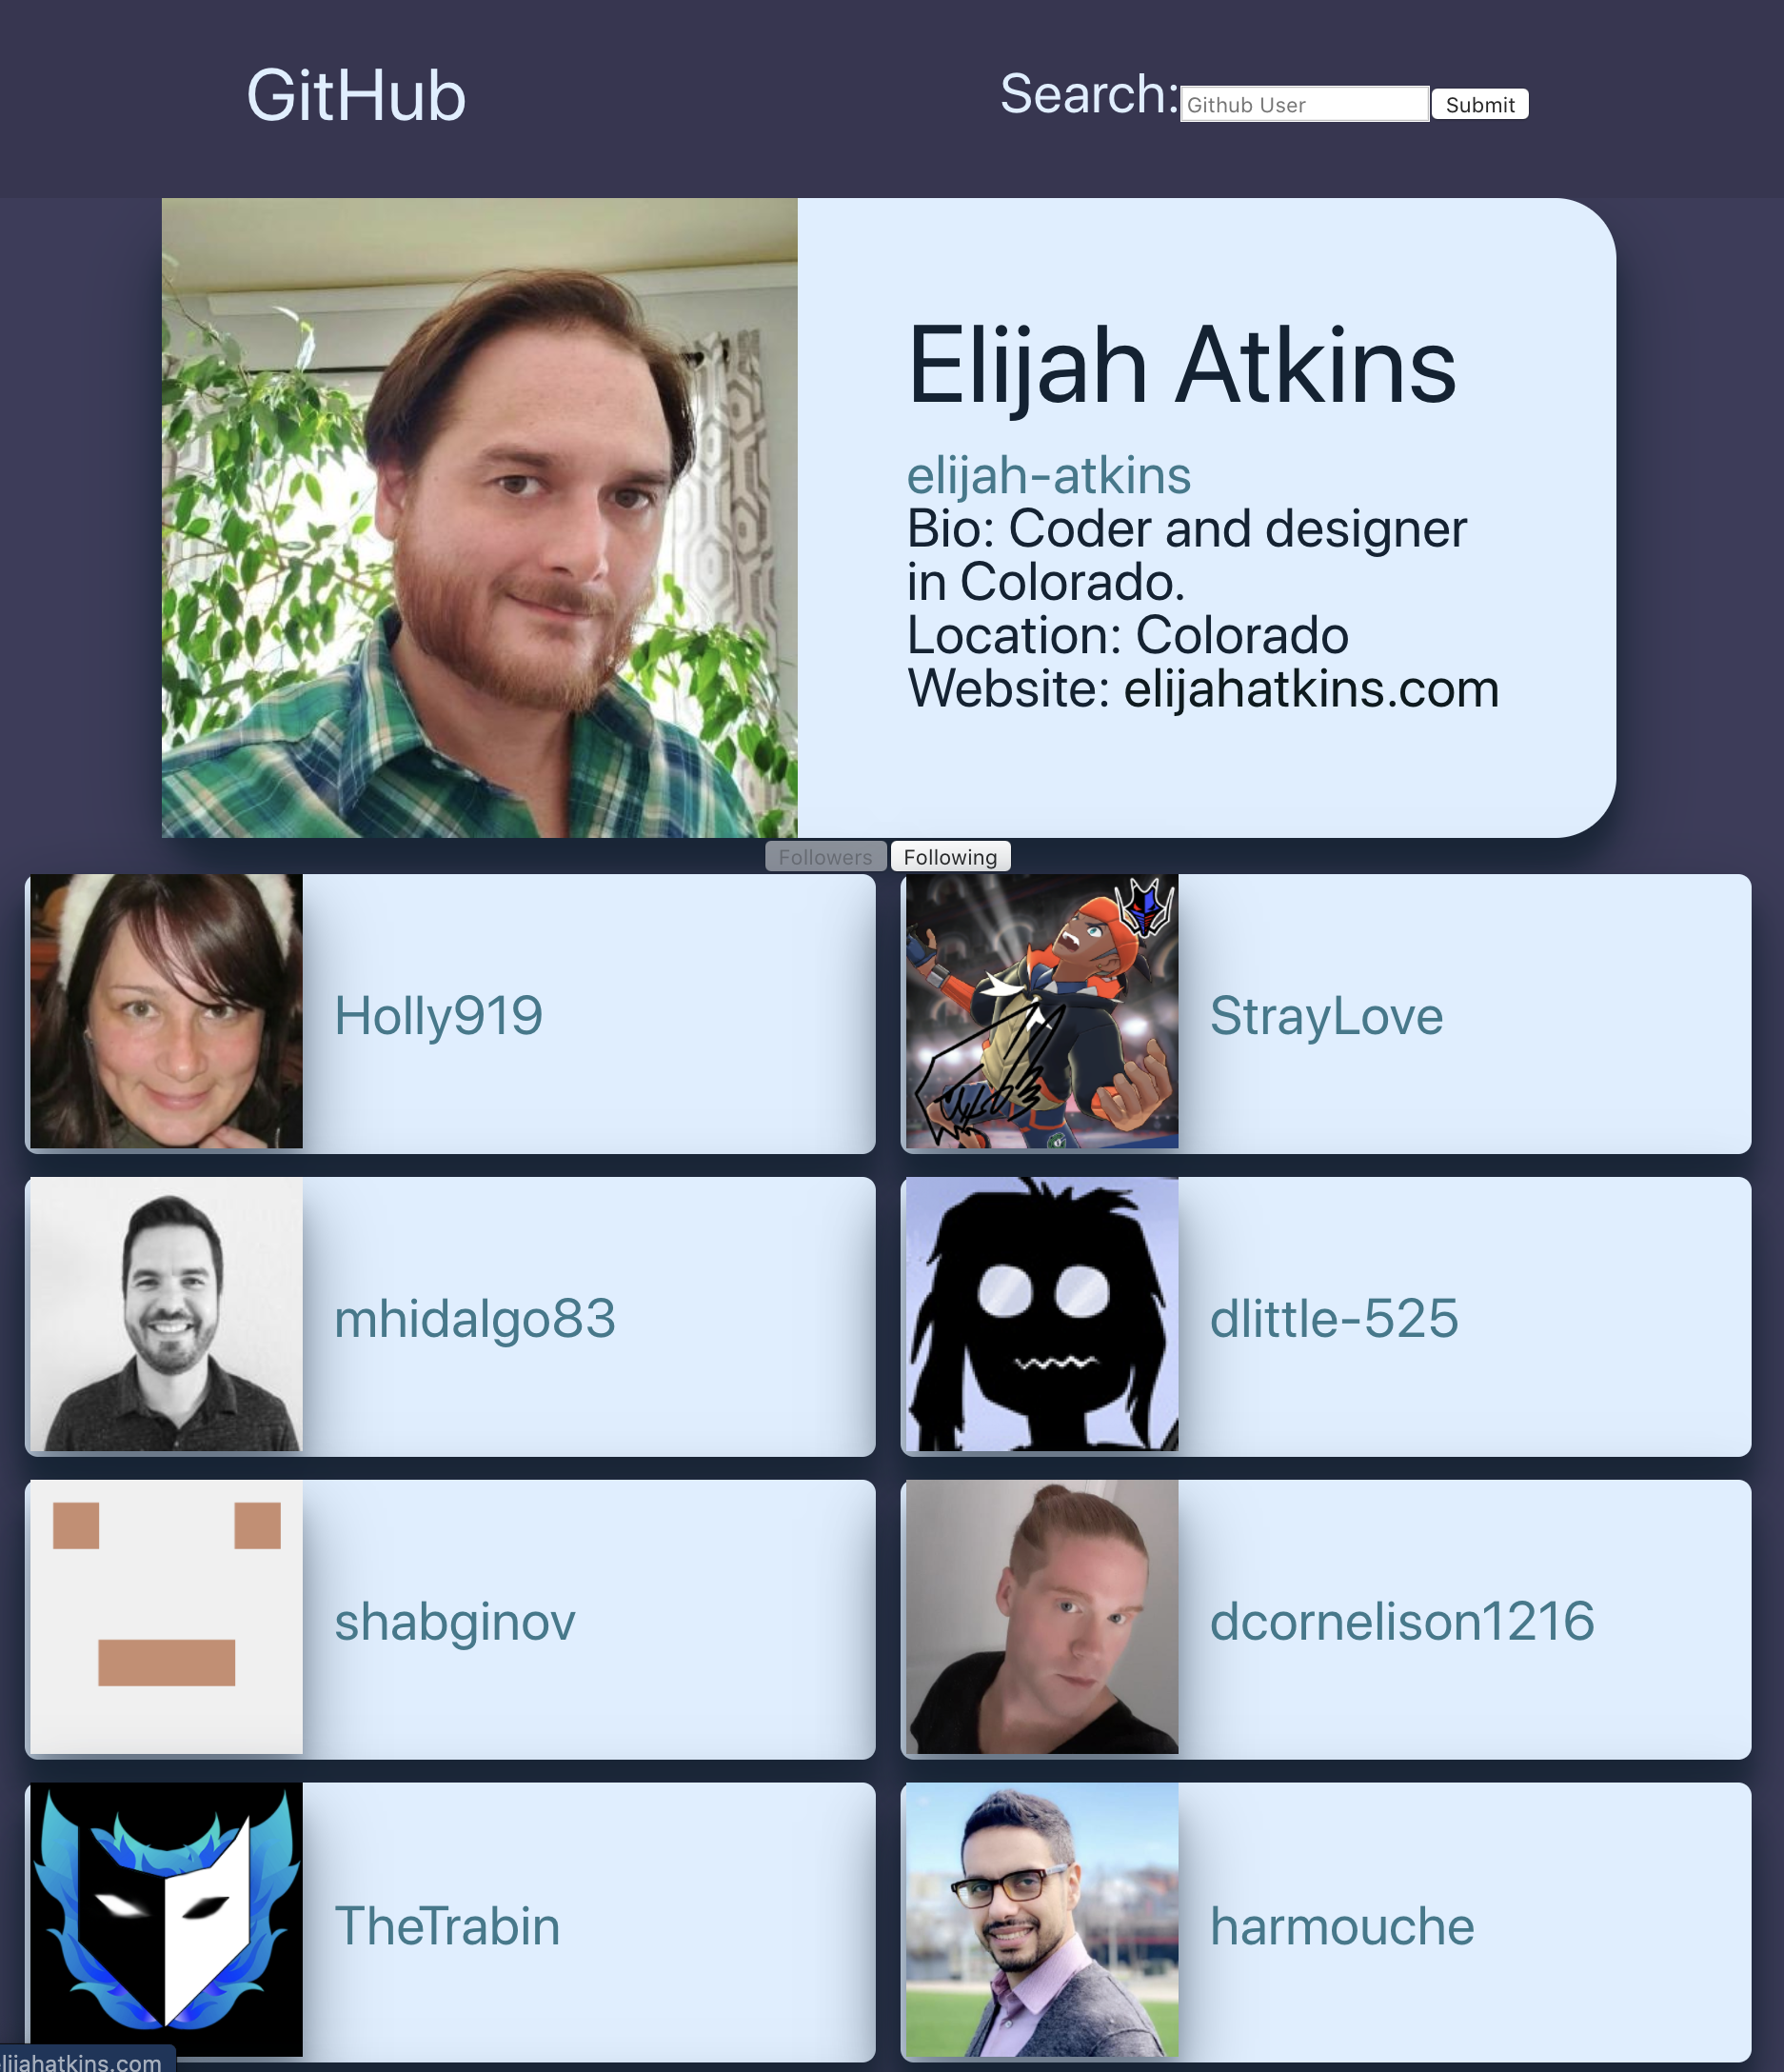 GitHub
Search: Github User Submit
Elijah Atkins
elijah-atkins
Bio: Coder and designer
in Colorado.
Location: Colorado
Website: elijahatkins.com
Followers Following
Holly919
StrayLove
mhidalgo83
dlittle-525
shabginov
dcornelison1216
TheTrabin
harmouche
elijahatkins.com